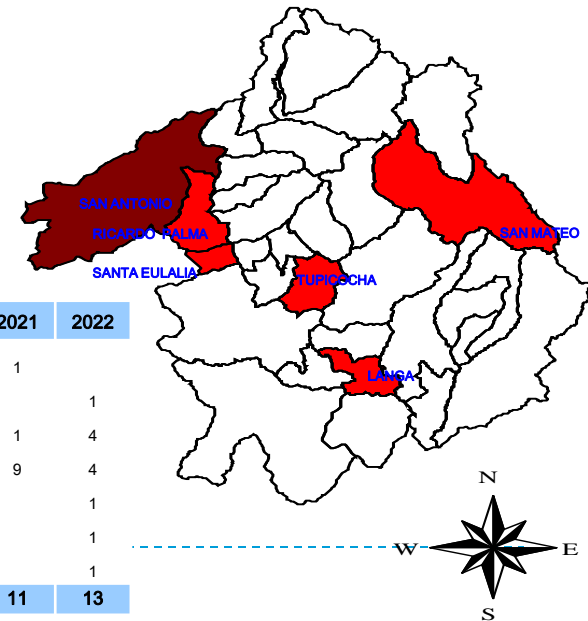 SAN ANTONIO
RICARDO PALMA
SAN MATEO
SANTA EULALIA
TUPICOCHA
LANGA
2021 2022
1
1
1 4
9 4
1
1
1
11 13
N
W E
S